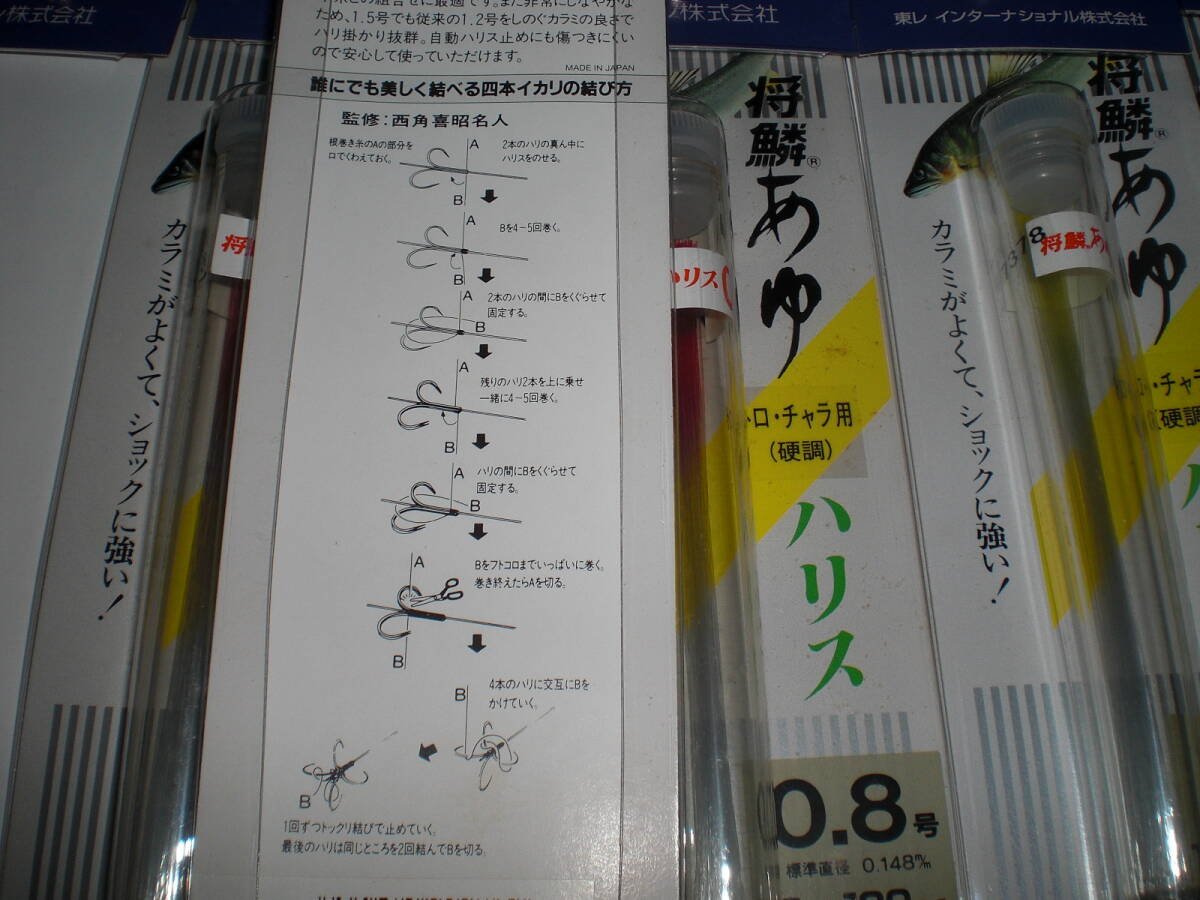 株式会社
株式会社
東レ インターナショナル株式会社
ため、1.5号でも従来の1.2号をしのぐカラミの良さで
ハリ掛かり抜群。自動ハリス止めにも傷つきにくい
ので安心して使っていただけます。
MADE IN JAPAN
誰にでも美しく結べる四本イカリの結び方
監修:西角喜昭名人
根巻き糸のAの部分を
口でくわえておく。
A
2本のハリの真ん中に
ハリスをのせる。
B
A
Bを4~5回巻く。
B
A
2本のハリの間にBをくぐらせて
固定する。
B
A
残りのハリ2本を上に乗せ
一緒に4~5回巻く。
B
A
ハリの間にBをくぐらせて
固定する。
B
A
Bをフトコロまでいっぱいに巻く。
巻き終えたらAを切る。
B
B
4本のハリに交互にBを
かけていく。
B
1回ずつトックリ結びで止めていく。
最後のハリは同じところを2回結んでBを切る。
カラミがよくて、ショックに強い!
将
将鱗®あゆ
ハリス
ロ・チャラ用
(硬調)
ハリス
0.8号
標準直径 0.148m/m
カラミがよくて、ショックに強い!
将鱗®あゆ
将鱗あ
・チャラ
硬調